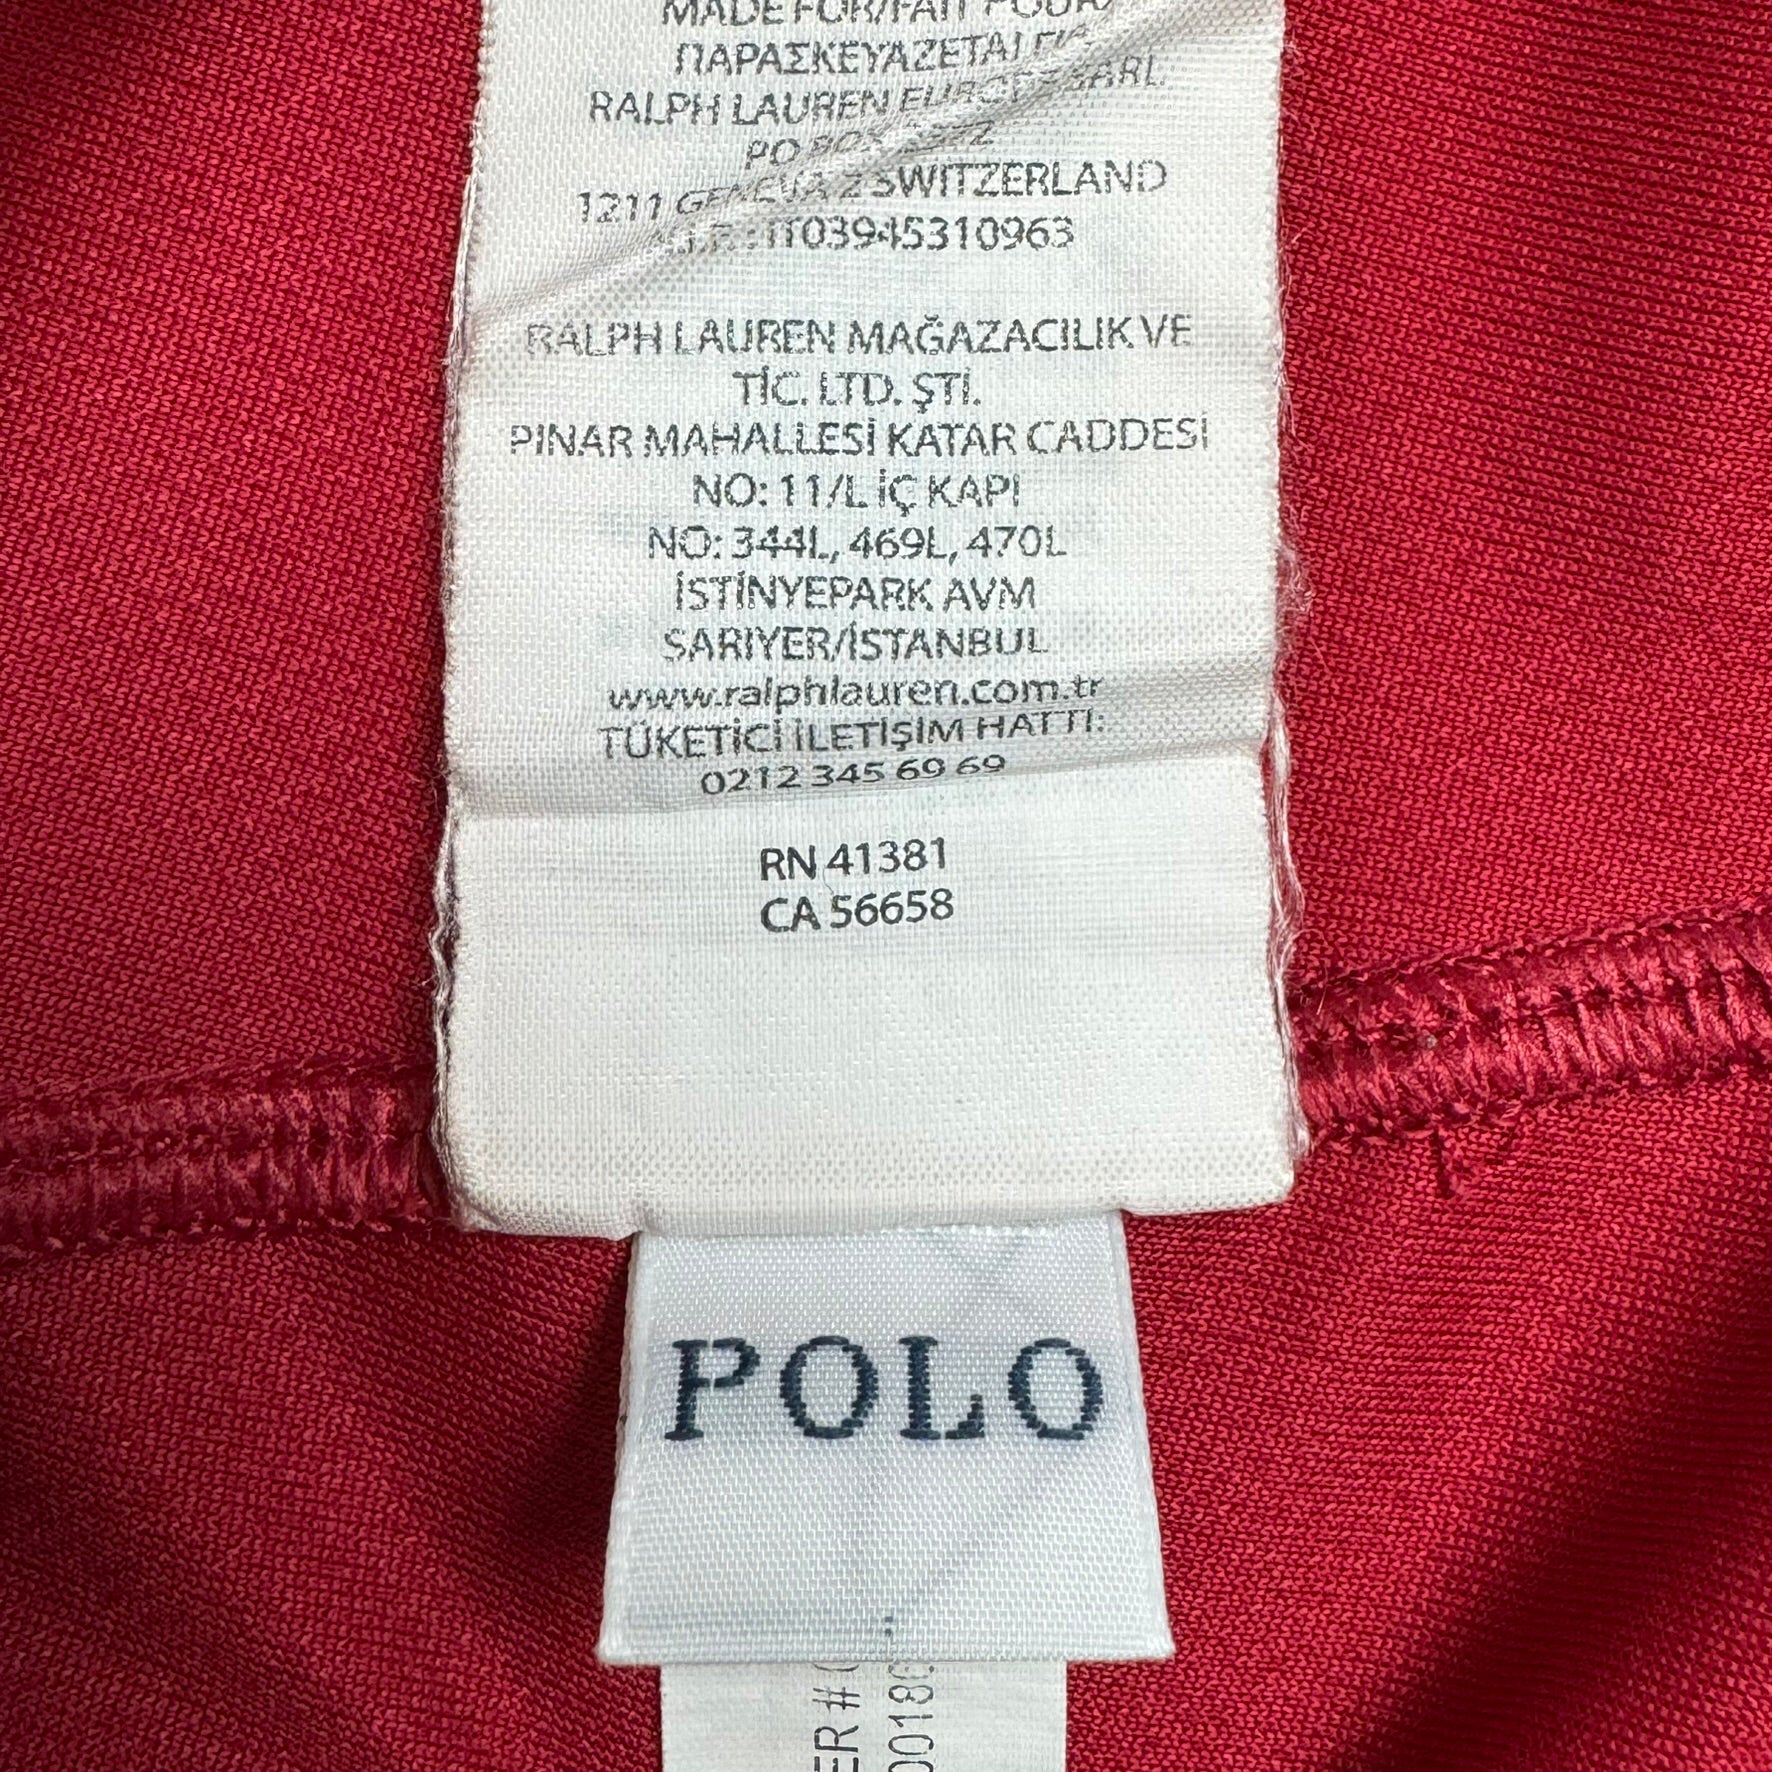 MADE FOR/FAIT POUR/
ΠΑΡΑΣΚΕΥΑΖΕΤΑΙ ΓΙΑ
RALPH LAUREN EUROPE SARL
PO BOX
1211 GENEVA 2 SWITZERLAND
IT03945310963
RALPH LAUREN MAĞAZACILIK VE
TİC. LTD. ŞTİ.
PINAR MAHALLESİ KATAR CADDESİ
NO: 11/L İÇ KAPI
NO: 344L, 469L, 470L
İSTİNYEPARK AVM
SARIYER/İSTANBUL
www.ralphlauren.com.tr
TÜKETİCİ İLETİŞİM HATTI:
0212 345 69 69
RN 41381
CA 56658
POLO